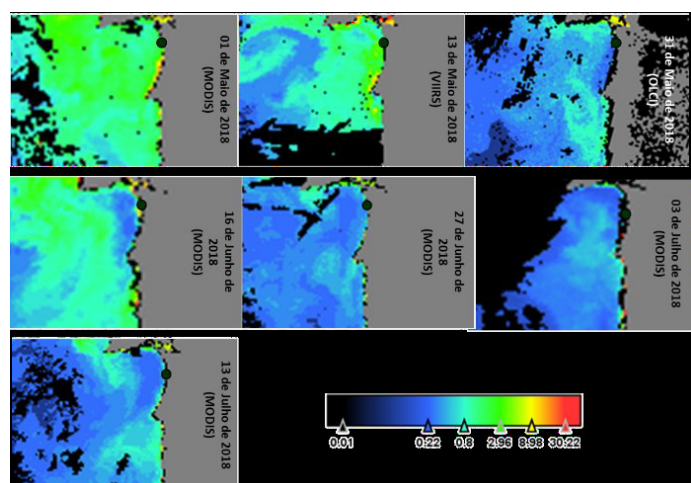 01 de Maio de 2018
(MODIS)
13 de Maio de 2018
(VIIRS)
31 de Maio de 2018
(OLCI)
16 de Junho de
2018
(MODIS)
27 de Junho de
2018
(MODIS)
03 de Julho de 2018
(MODIS)
13 de Julho de 2018
(MODIS)
0.01 0.22 0.8 2.96 8.98 30.22